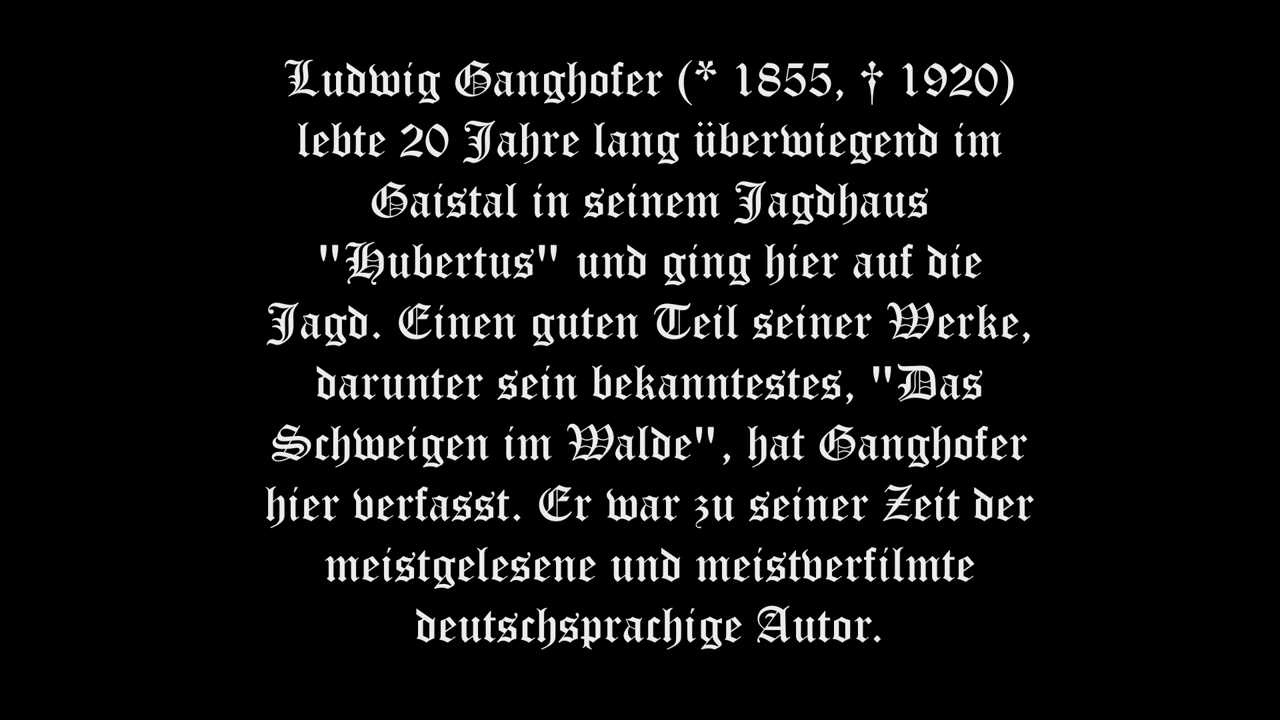 Ludwig Ganghofer (* 1855, † 1920)
lebte 20 Jahre lang überwiegend im
Gaistal in seinem Jagdhaus
"Hubertus" und ging hier auf die
Jagd. Einen guten Teil seiner Werke,
darunter sein bekanntestes, "Das
Schweigen im Walde", hat Ganghofer
hier verfasst. Er war zu seiner Zeit der
meistgelesene und meistverfilmte
deutschsprachige Autor.